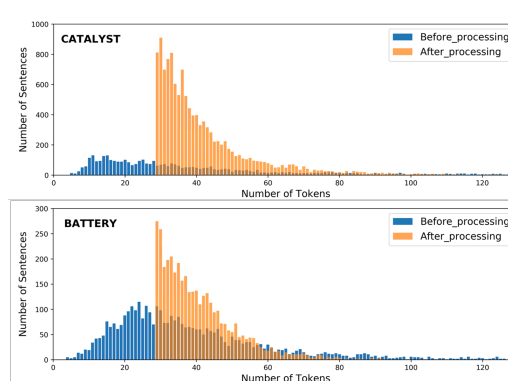 CATALYST
Before_processing
After_processing
Number of Sentences
1000
800
600
400
200
0
0 20 40 60 80 100 120
Number of Tokens
BATTERY
Before_processing
After_processing
Number of Sentences
300
250
200
150
100
50
0
0 20 40 60 80 100 120
Number of Tokens